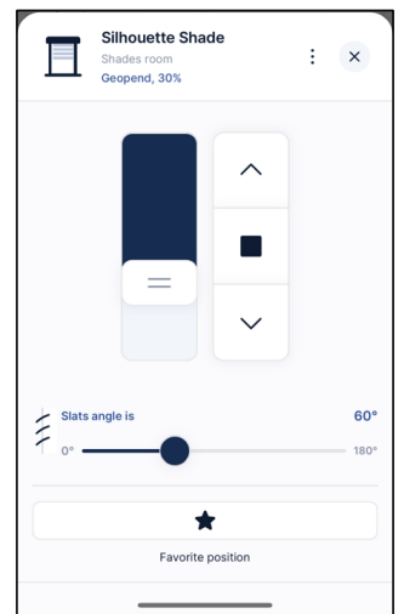 Silhouette Shade
Shades room
Geopend, 30%
Slats angle is
60°
0°
180°
Favorite position